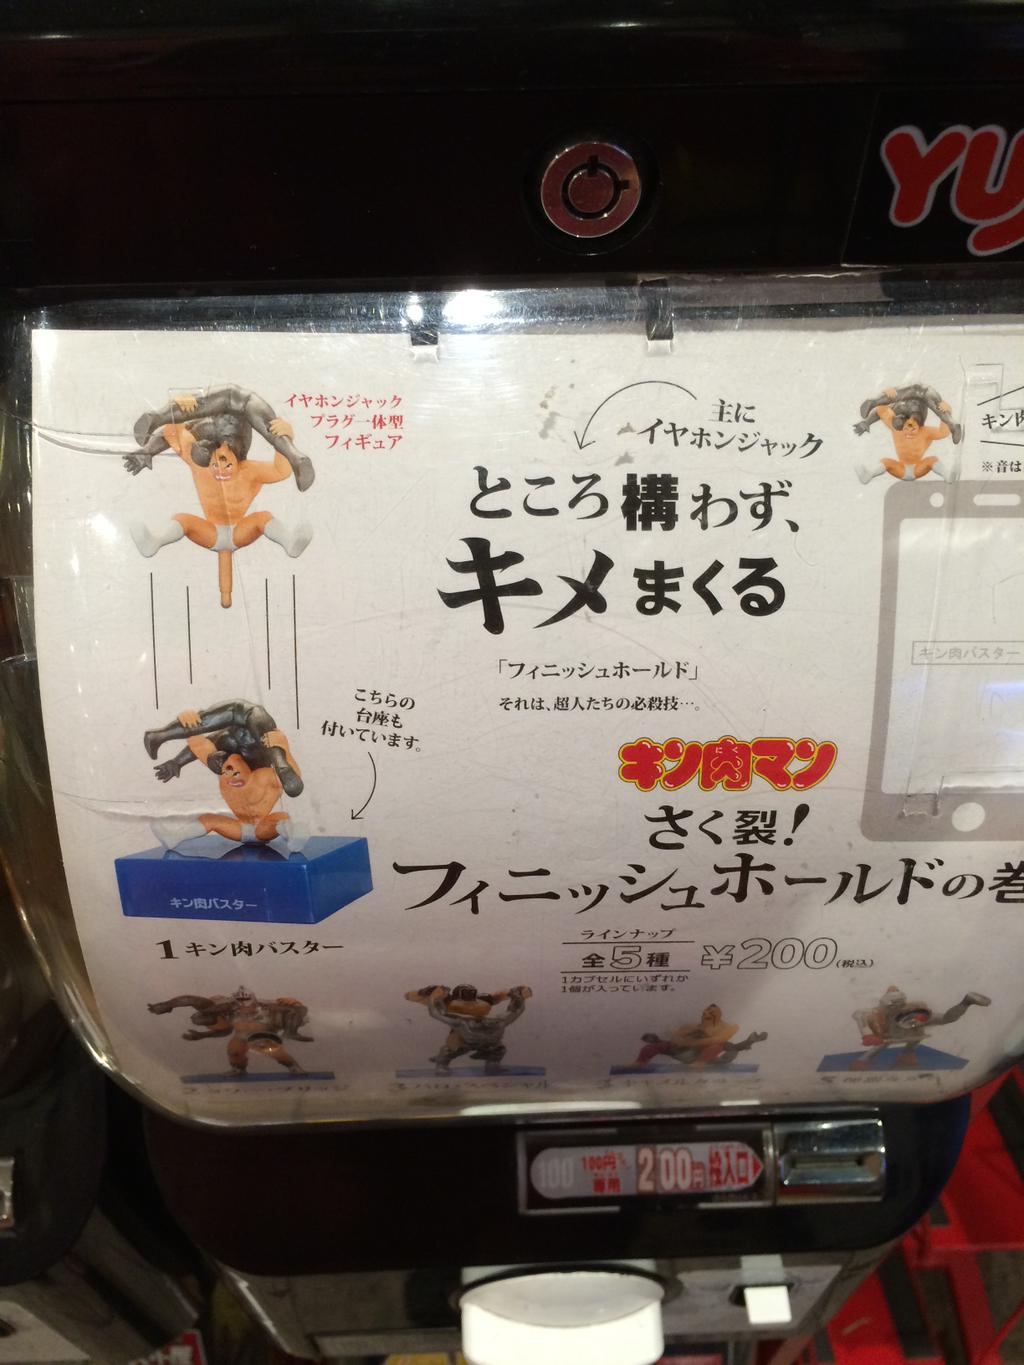 イヤホンジャック
プラグ一体型
フィギュア
主に
イヤホンジャック
ところ構わず、
キメまくる
「フィニッシュホールド」
それは、超人たちの必殺技…。
こちらの
台座も
付いています。
キン肉マン
さく裂!
フィニッシュホールドの巻
キン肉バスター
1 キン肉バスター
ラインナップ
全5種
¥200(税込)
1カプセルにいずれか
1個が入っています。
※音は
キン肉バスター
100
100円
専用
200円
投入口